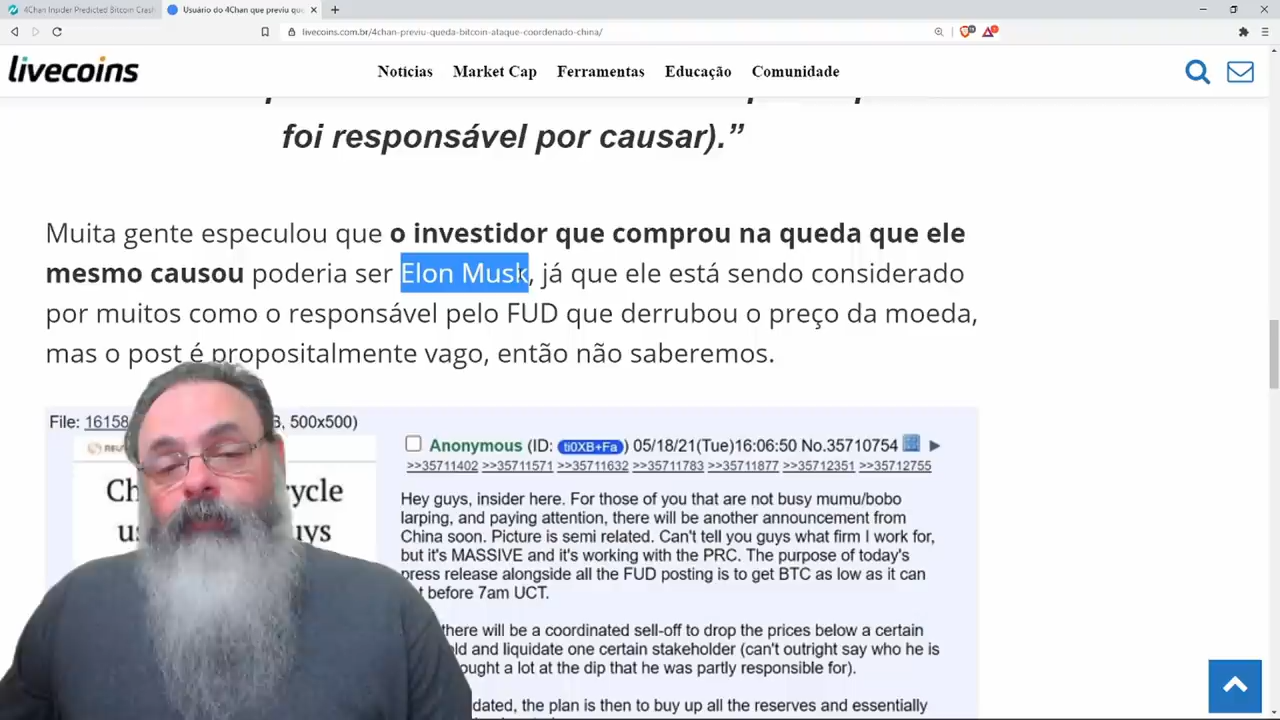 4Chan Insider Predicted Bitcoin Crash
Usuário do 4Chan que previu que
livecoins.com.br/4chan-previu-queda-bitcoin-ataque-coordenado-china/
livecoins
Notícias Market Cap Ferramentas Educação Comunidade
foi responsável por causar).”
Muita gente especulou que o investidor que comprou na queda que ele
mesmo causou poderia ser Elon Musk, já que ele está sendo considerado
por muitos como o responsável pelo FUD que derrubou o preço da moeda,
mas o post é propositalmente vago, então não saberemos.
File: 16158 500x500)
Anonymous (ID: ti0XB+Fa) 05/18/21(Tue)16:06:50 No.35710754
>>35711402 >>35711571 >>35711632 >>35711783 >>35711877 >>35712351 >>35712755
Hey guys, insider here. For those of you that are not busy mumu/bobo
larping, and paying attention, there will be another announcement from
China soon. Picture is semi related. Can't tell you guys what firm I work for,
but it's MASSIVE and it's working with the PRC. The purpose of today's
press release alongside all the FUD posting is to get BTC as low as it can
before 7am UCT.
there will be a coordinated sell-off to drop the prices below a certain
and liquidate one certain stakeholder (can't outright say who he is
a lot at the dip that he was partly responsible for).
the plan is then to buy up all the reserves and essentially